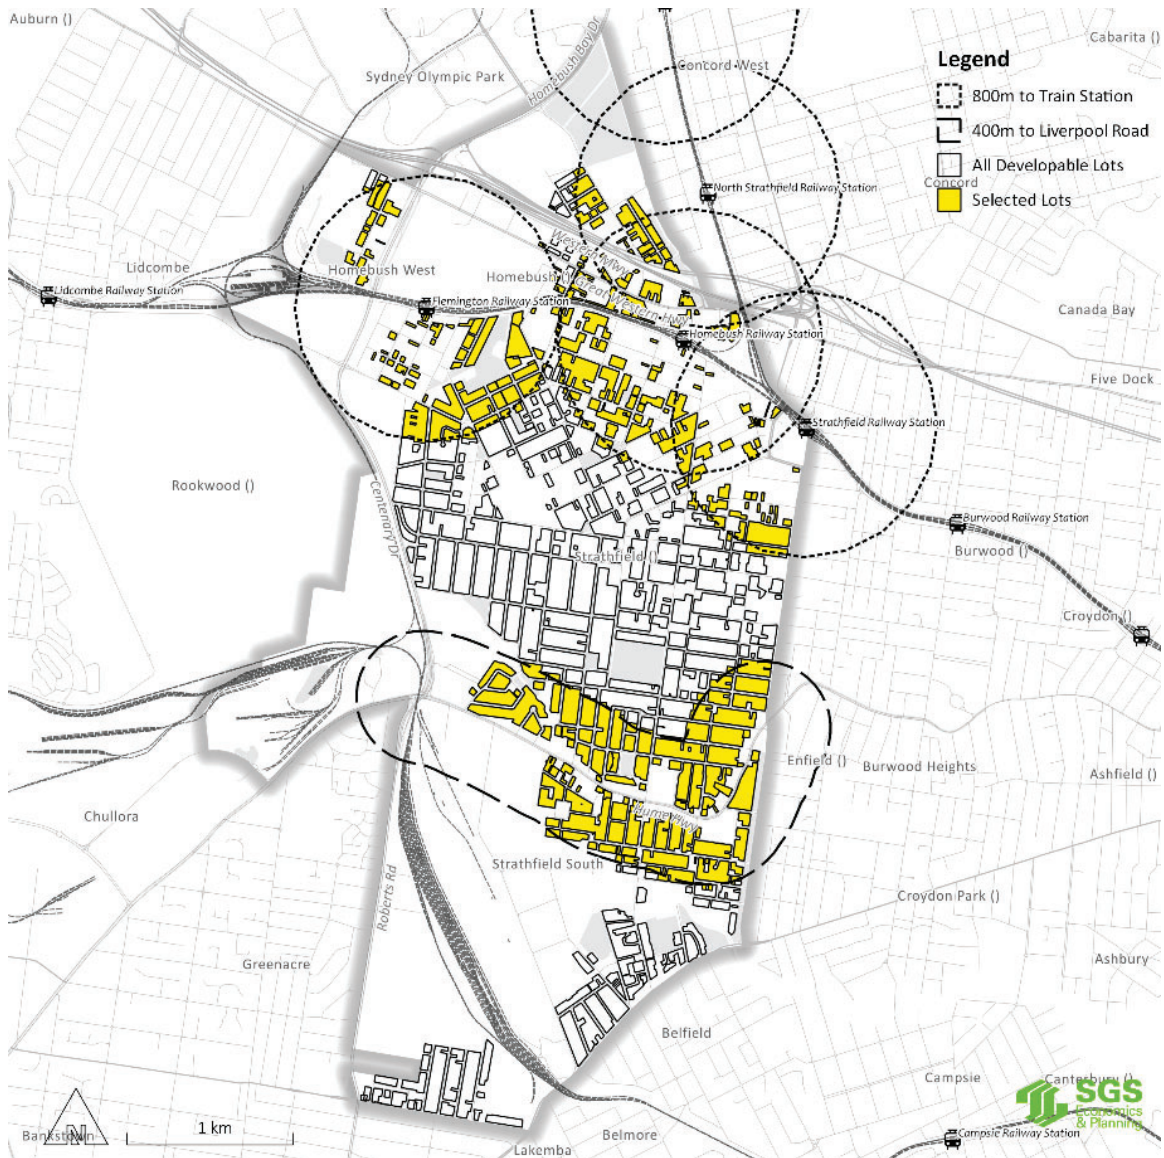 Auburn ()
Cabarita ()
Concord West
Sydney Olympic Park
Homebush Bay Dr
Legend
800m to Train Station
400m to Liverpool Road
All Developable Lots
Selected Lots
North Strathfield Railway Station
Concord
Western Mwy
Lidcombe
Homebush West
Homebush ()
Great Western Hwy
Lidcombe Railway Station
Flemington Railway Station
Canada Bay
Homebush Railway Station
Five Dock
Strathfield Railway Station
Rookwood ()
Centenary Dr
Burwood Railway Station
Burwood ()
Strathfield ()
Croydon ()
Enfield ()
Burwood Heights
Ashfield ()
Chullora
Hume Hwy
Strathfield South
Roberts Rd
Croydon Park ()
Greenacre
Ashbury
Belfield
Campsie
Canterbury ()
SGS
Economics
& Planning
N
1 km
Bankstown
Belmore
Campsie Railway Station
Lakemba